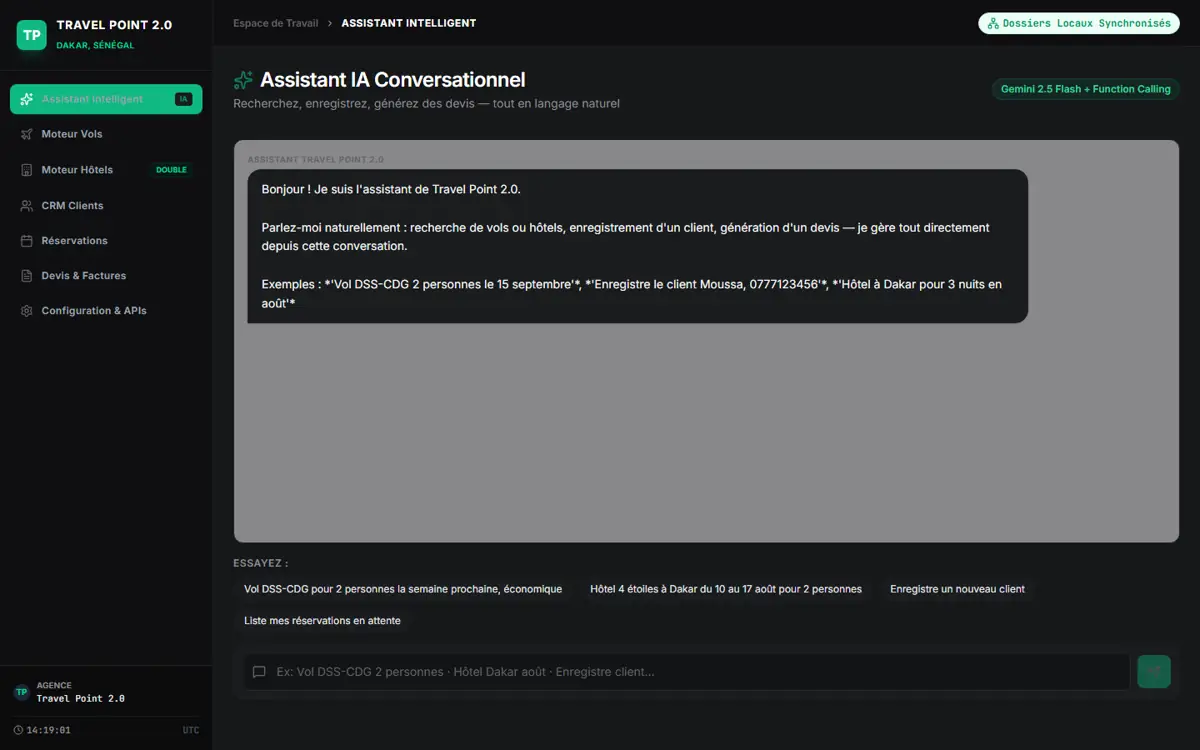 TP
TRAVEL POINT 2.0
DAKAR, SÉNÉGAL
Assistant Intelligent
IA
Moteur Vols
Moteur Hôtels
DOUBLE
CRM Clients
Réservations
Devis & Factures
Configuration & APIs
TP
AGENCE
Travel Point 2.0
14:19:01
UTC
Espace de Travail > ASSISTANT INTELLIGENT
Dossiers Locaux Synchronisés
Assistant IA Conversationnel
Recherchez, enregistrez, générez des devis — tout en langage naturel
Gemini 2.5 Flash + Function Calling
ASSISTANT TRAVEL POINT 2.0
Bonjour ! Je suis l'assistant de Travel Point 2.0.
Parlez-moi naturellement : recherche de vols ou hôtels, enregistrement d'un client, génération d'un devis — je gère tout directement
depuis cette conversation.
Exemples : *'Vol DSS-CDG 2 personnes le 15 septembre'*, *'Enregistre le client Moussa, 0777123456'*, *'Hôtel à Dakar pour 3 nuits en
août'*
ESSAYEZ :
Vol DSS-CDG pour 2 personnes la semaine prochaine, économique
Hôtel 4 étoiles à Dakar du 10 au 17 août pour 2 personnes
Enregistre un nouveau client
Liste mes réservations en attente
Ex: Vol DSS-CDG 2 personnes · Hôtel Dakar août · Enregistre client...